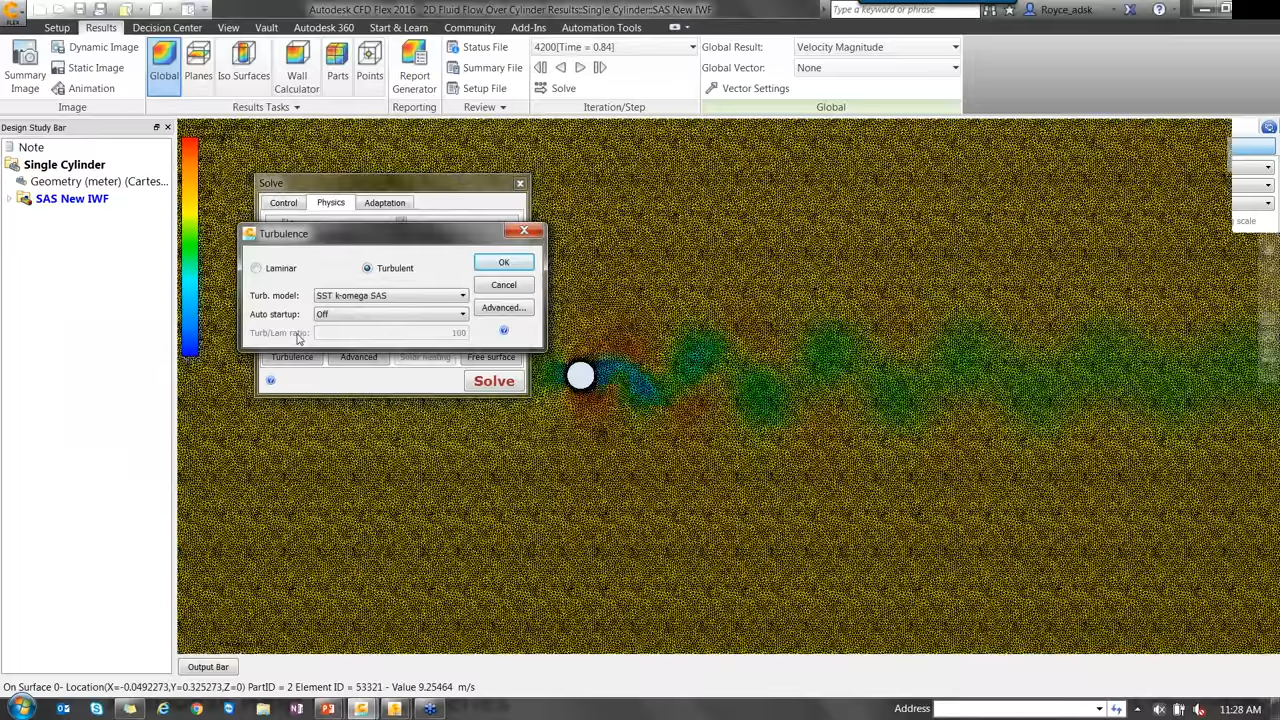 Autodesk CFD Flex 2016 2D Fluid Flow Over Cylinder Results::Single Cylinder::SAS New IWF
Type a keyword or phrase
Royce_adsk
Setup Results Decision Center View Vault Autodesk 360 Start & Learn Community Add-Ins Automation Tools
Summary Image
Dynamic Image
Static Image
Animation
Image
Global
Planes
Iso Surfaces
Wall Calculator
Parts
Points
Results Tasks
Report Generator
Reporting
Status File
Summary File
Setup File
Review
4200[Time = 0.84]
Solve
Iteration/Step
Global Result: Velocity Magnitude
Global Vector: None
Vector Settings
Global
Design Study Bar
Note
Single Cylinder
Geometry (meter) (Cartes...
SAS New IWF
Solve
Control Physics Adaptation
Turbulence
Laminar Turbulent
OK
Cancel
Turb. model: SST k-omega SAS
Auto startup: Off
Advanced...
Turb/Lam ratio: 100
Turbulence Advanced Solar heating Free surface
Solve
Output Bar
On Surface 0- Location(X=-0.0492273,Y=0.325273,Z=0) PartID = 2 Element ID = 53321 - Value 9.25464 m/s
Address
11:28 AM